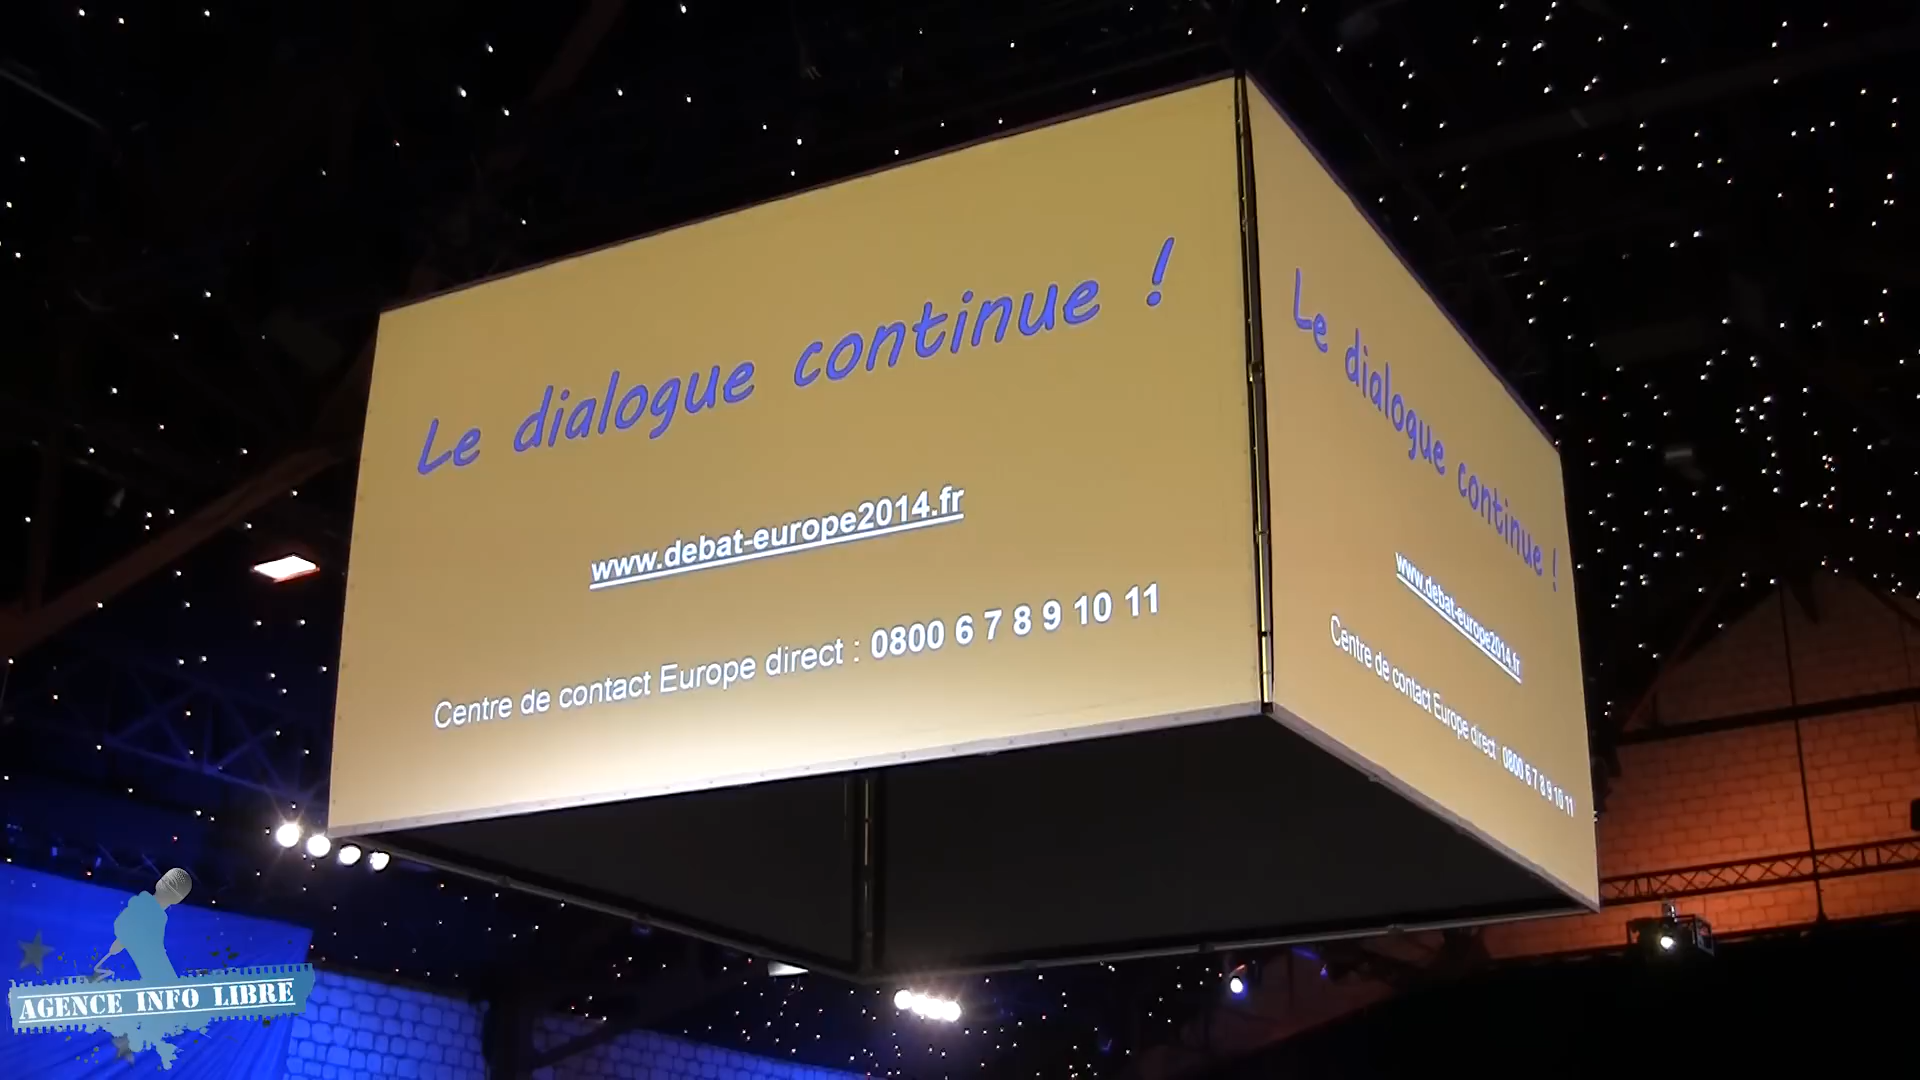 Le dialogue continue !
www.debat-europe2014.fr
Centre de contact Europe direct : 0800 6 7 8 9 10 11
Le dialogue continue !
www.debat-europe2014.fr
Centre de contact Europe direct : 0800 6 7 8 9 10 11
AGENCE INFO LIBRE